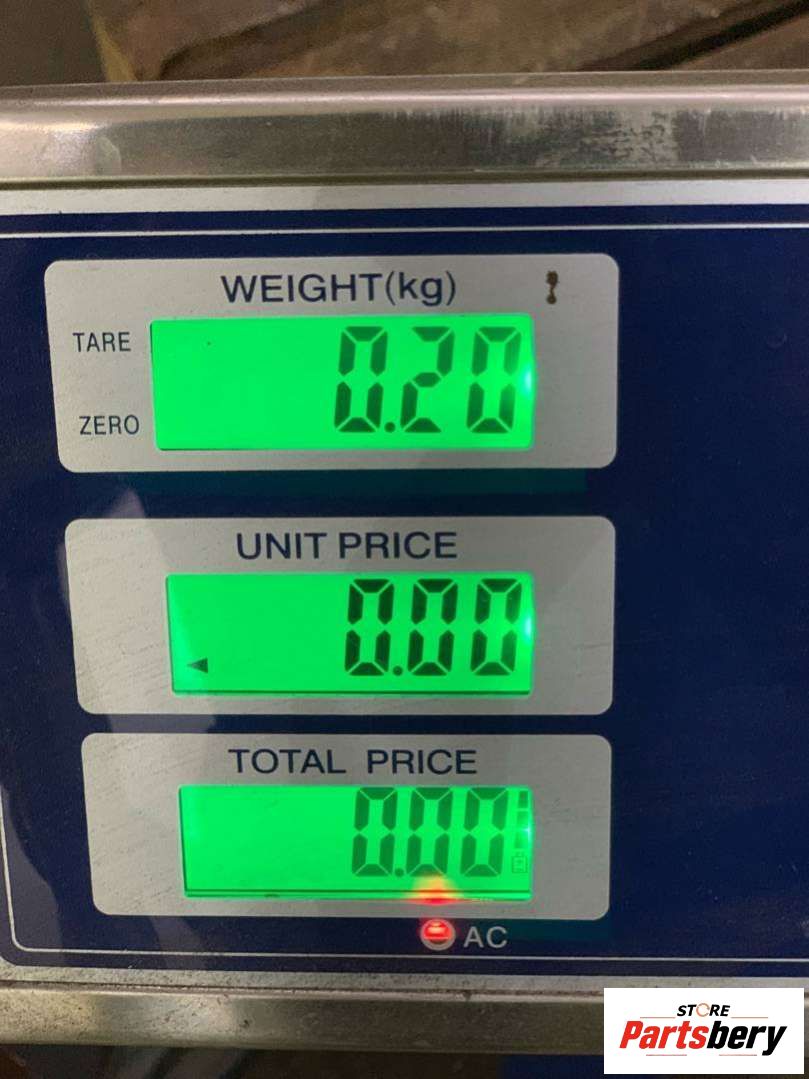 WEIGHT(kg)
TARE
0.20
ZERO
UNIT PRICE
0.00
TOTAL PRICE
0.00
AC
STORE
Partsbery